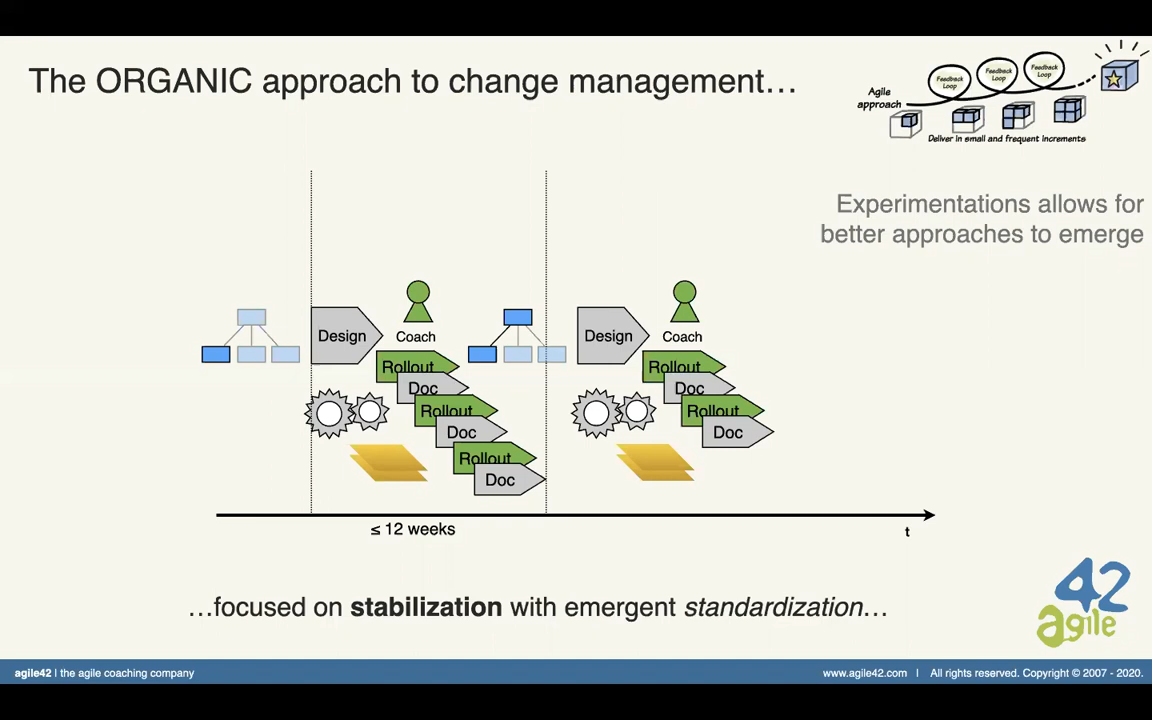 The ORGANIC approach to change management…
Feedback
Loop
Feedback
Loop
Feedback
Loop
Agile
approach
Deliver in small and frequent increments
Experimentations allows for
better approaches to emerge
Design
Coach
Rollout
Doc
Rollout
Doc
Rollout
Doc
Design
Coach
Rollout
Doc
Rollout
Doc
≤ 12 weeks
t
…focused on stabilization with emergent standardization…
42
agile
agile42 | the agile coaching company
www.agile42.com | All rights reserved. Copyright © 2007 - 2020.